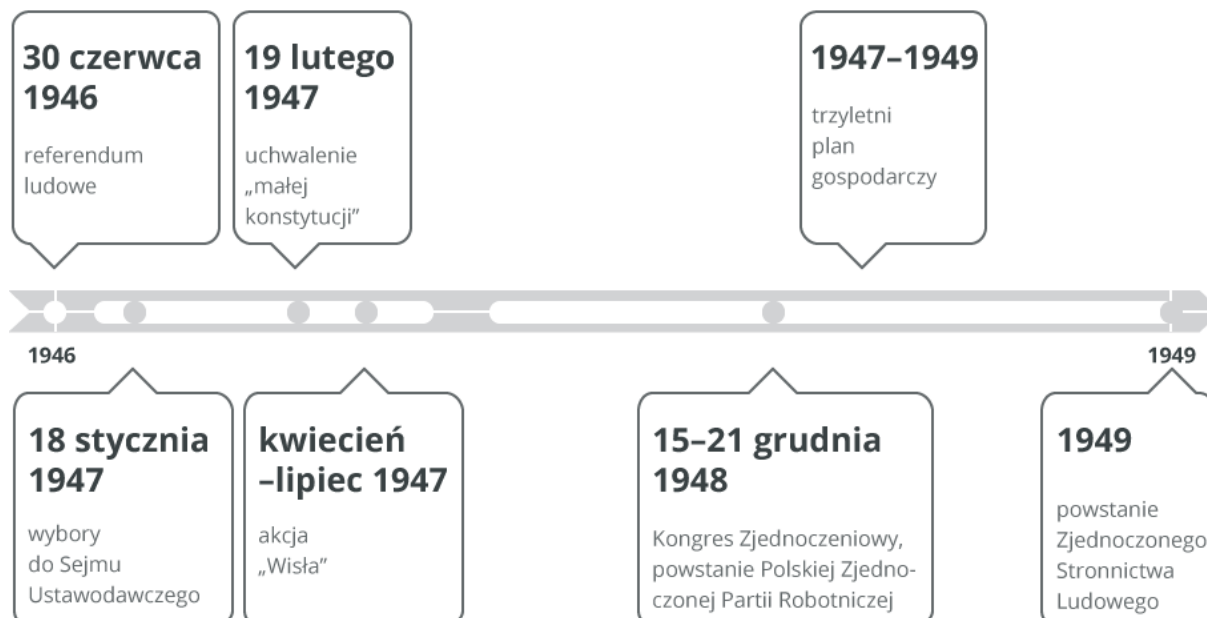 30 czerwca
1946
referendum
ludowe
19 lutego
1947
uchwalenie
„małej
konstytucji”
1947–1949
trzyletni
plan
gospodarczy
1946
1949
18 stycznia
1947
wybory
do Sejmu
Ustawodawczego
kwiecień
–lipiec 1947
akcja
„Wisła”
15–21 grudnia
1948
Kongres Zjednoczeniowy,
powstanie Polskiej Zjedno-
czonej Partii Robotniczej
1949
powstanie
Zjednoczonego
Stronnictwa
Ludowego